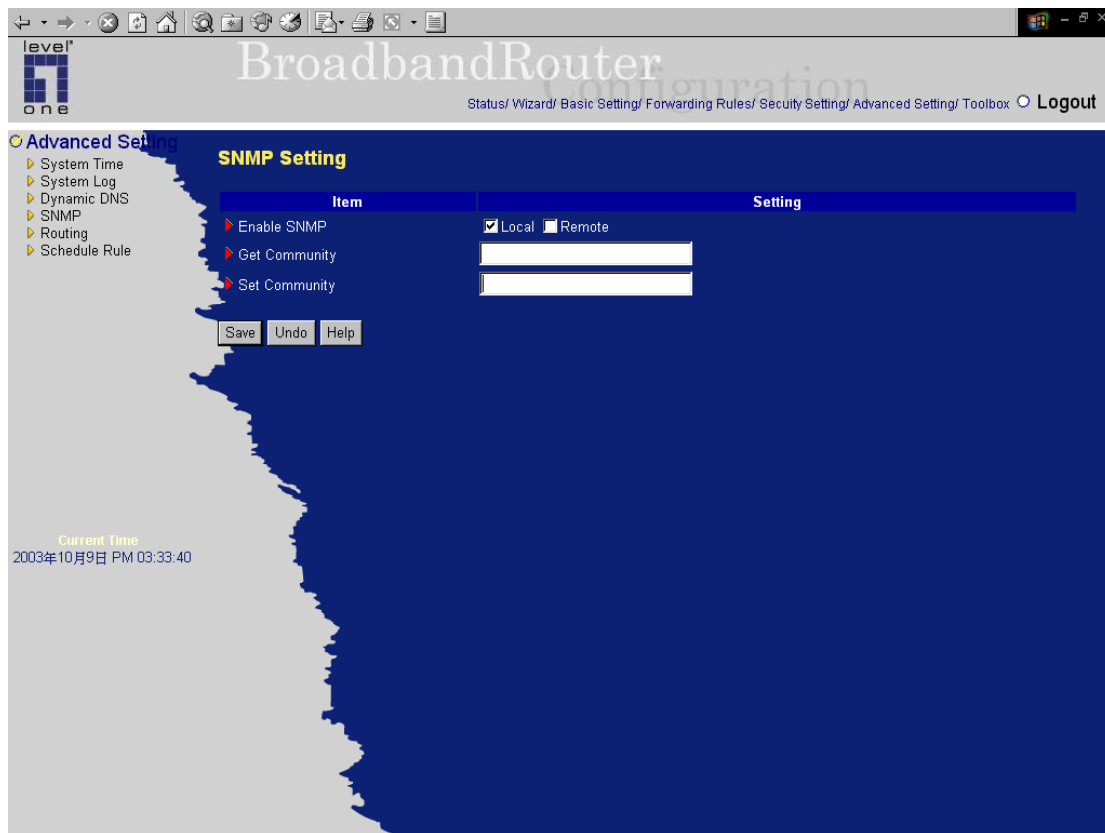 level
one
BroadbandRouter
Configuration
Status/ Wizard/ Basic Setting/ Forwarding Rules/ Secuity Setting/ Advanced Setting/ Toolbox Logout
Advanced Setting
System Time
System Log
Dynamic DNS
SNMP
Routing
Schedule Rule
SNMP Setting
Item Setting
Enable SNMP Local Remote
Get Community
Set Community
Save Undo Help
Current Time
2003年10月9日 PM 03:33:40